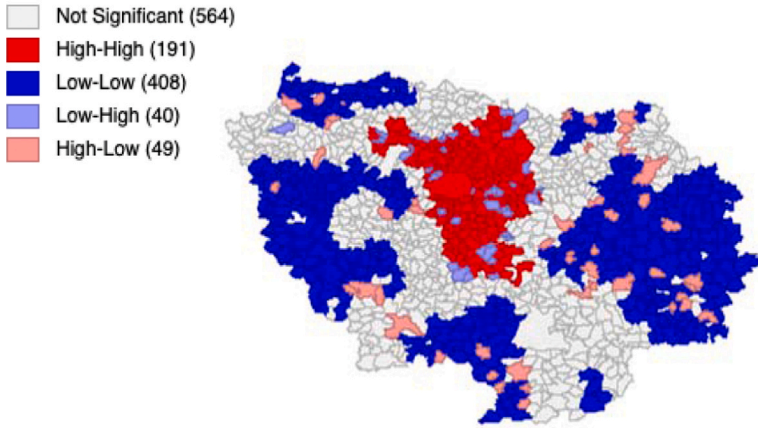 Not Significant (564)
High-High (191)
Low-Low (408)
Low-High (40)
High-Low (49)